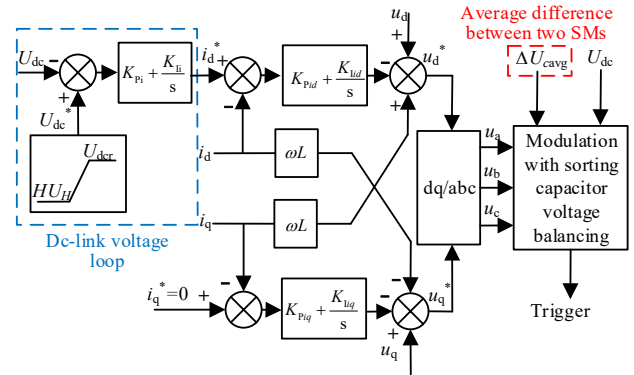 Average difference
between two SMs
u_d
U_dc
−
K_Pi + K_Ii/s
i_d^*
+
−
K_Pid + K_Iid/s
−
+
u_d^*
ΔU_cavg
U_dc
+
U_dc^*
U_dcr
HU_H
Dc-link voltage
loop
i_d
ωL
i_q
ωL
dq/abc
u_a
u_b
u_c
Modulation
with sorting
capacitor
voltage
balancing
i_q^*=0
+
−
K_Piq + K_Iiq/s
−
−
+
u_q^*
u_q
Trigger